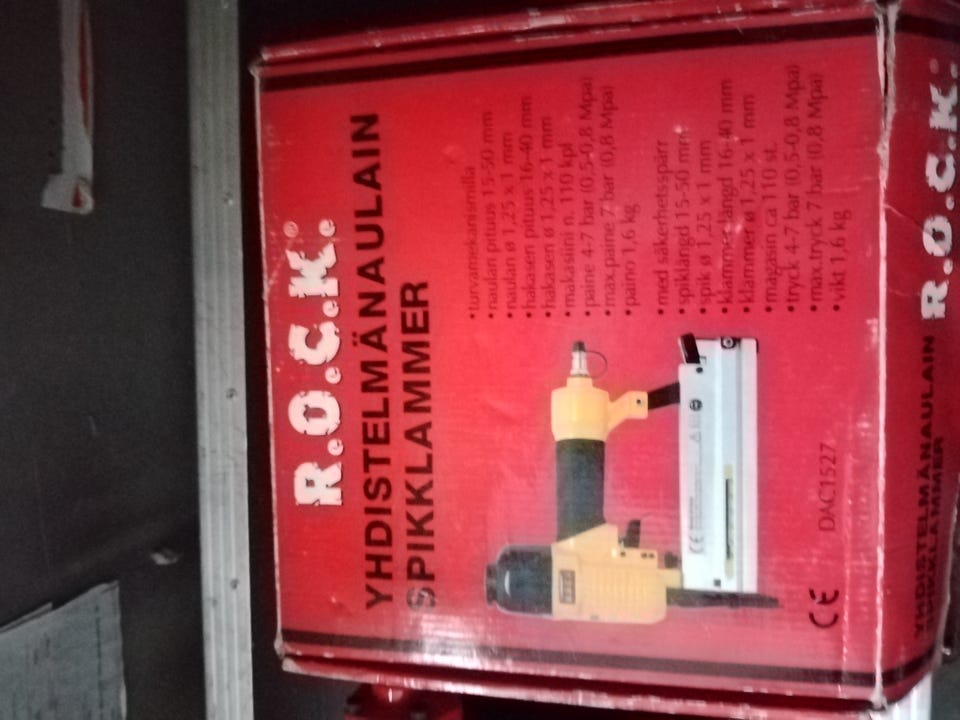 R.O.C.K.®
YHDISTELMÄNAULAIN
SPIKKLAMMER
• turvamekanismilla
• naulan pituus 15-50 mm
• naulan ø 1,25 x 1 mm
• hakasen pituus 16-40 mm
• hakasen ø 1,25 x 1 mm
• makasiini n. 110 kpl
• paine 4-7 bar (0,5-0,8 Mpa)
• max.paine 7 bar (0,8 Mpa)
• paino 1,6 kg
• med säkerhetsspärr
• spiklängd 15-50 mm
• spik ø 1,25 x 1 mm
• klammer längd 16-40 mm
• klammer ø 1,25 x 1 mm
• magasin ca 110 st.
• tryck 4-7 bar (0,5-0,8 Mpa)
• max.tryck 7 bar (0,8 Mpa)
• vikt 1,6 kg
CE
CE DAC1527
YHDISTELMÄNAULAIN
SPIKKLAMMER
R.O.C.K.